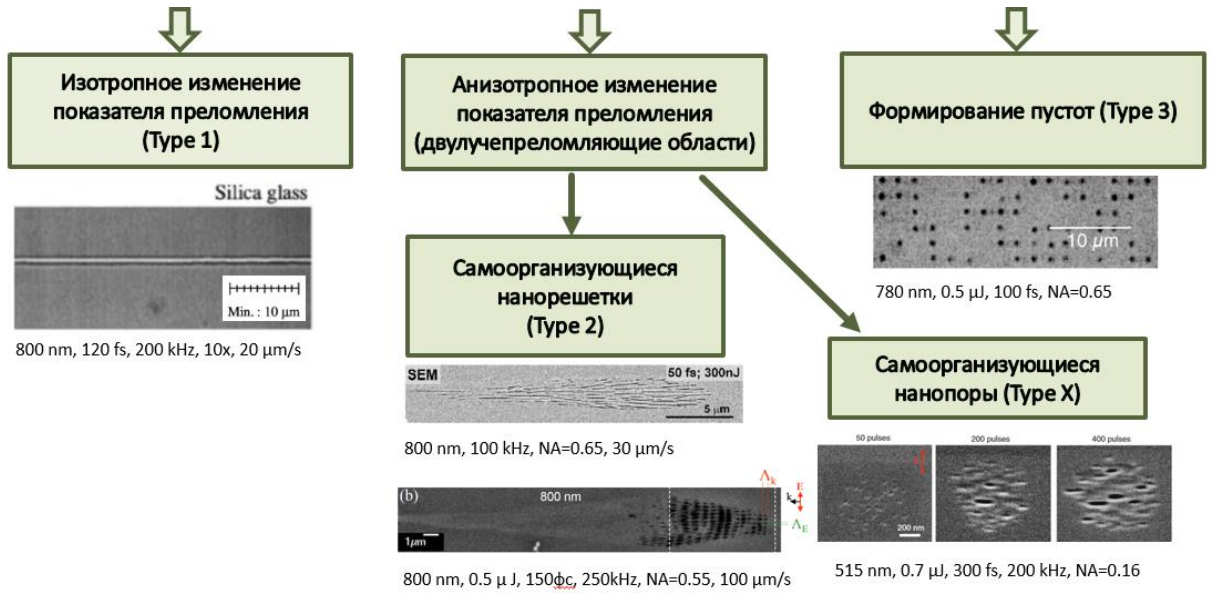 Изотропное изменение
показателя преломления
(Type 1)
Silica glass
Min. : 10 μm
800 nm, 120 fs, 200 kHz, 10x, 20 μm/s
Анизотропное изменение
показателя преломления
(двулучепреломляющие области)
Самоорганизующиеся
нанорешетки
(Type 2)
SEM
50 fs; 300nJ
5 μm
800 nm, 100 kHz, NA=0.65, 30 μm/s
(b)
800 nm
Λk
E
k
ΛE
1μm
800 nm, 0.5 μ J, 150фс, 250kHz, NA=0.55, 100 μm/s
Формирование пустот (Type 3)
10 μm
780 nm, 0.5 μJ, 100 fs, NA=0.65
Самоорганизующиеся
нанопоры (Type X)
50 pulses
200 pulses
400 pulses
200 nm
515 nm, 0.7 μJ, 300 fs, 200 kHz, NA=0.16